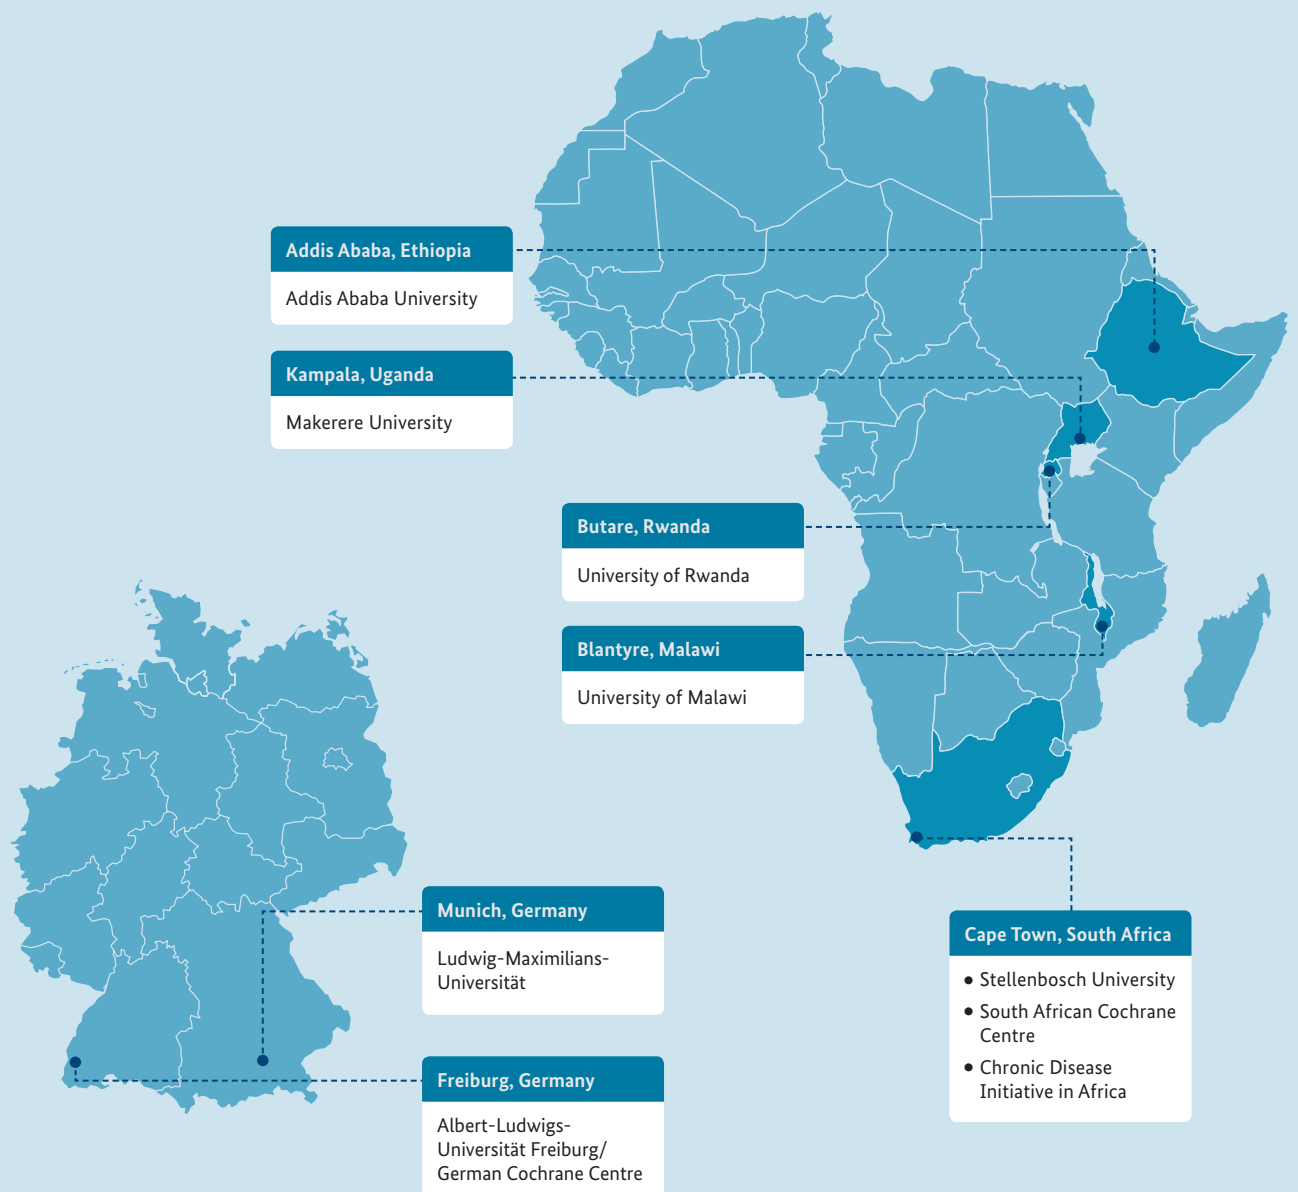 Addis Ababa, Ethiopia
Addis Ababa University
Kampala, Uganda
Makerere University
Butare, Rwanda
University of Rwanda
Blantyre, Malawi
University of Malawi
Munich, Germany
Ludwig-Maximilians-
Universität
Freiburg, Germany
Albert-Ludwigs-
Universität Freiburg/
German Cochrane Centre
Cape Town, South Africa
• Stellenbosch University
• South African Cochrane
Centre
• Chronic Disease
Initiative in Africa